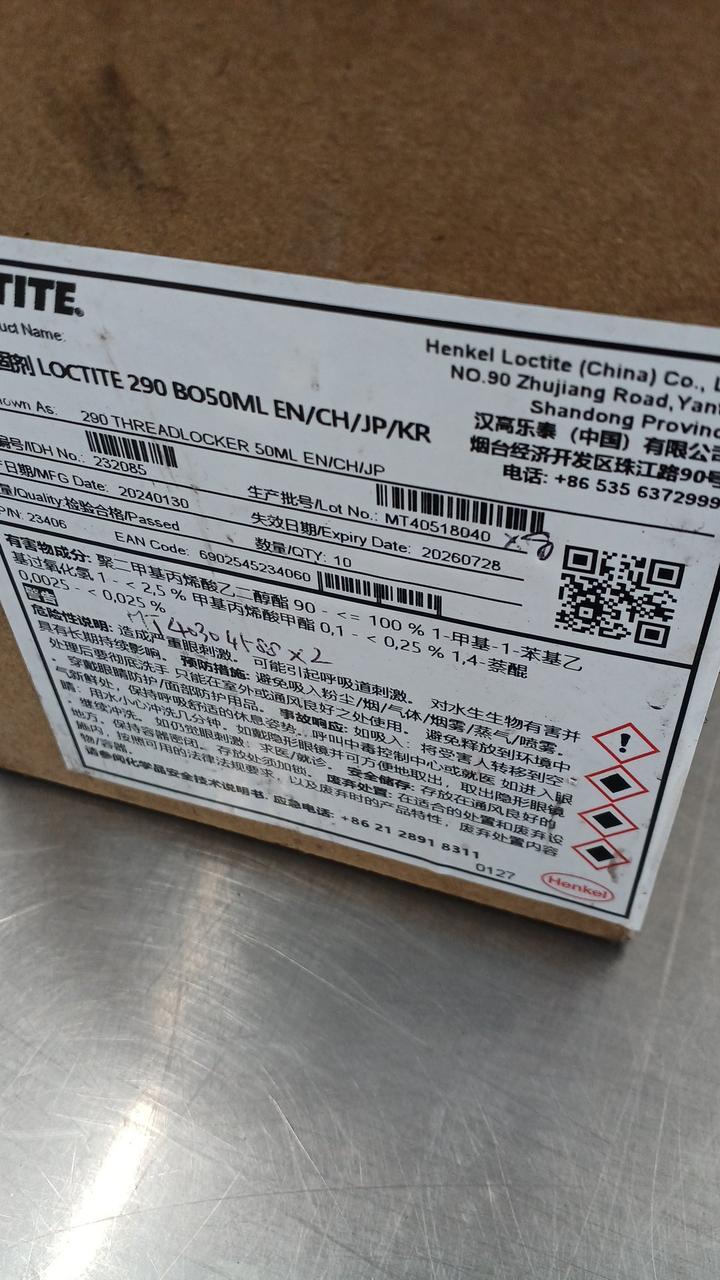 TITE®
uct Name:
固剂 LOCTITE 290 BO50ML EN/CH/JP/KR
Henkel Loctite (China) Co., L
NO.90 Zhujiang Road,Yant
Shandong Provinc
汉高乐泰（中国）有限公司
烟台经济开发区珠江路90号
电话: +86 535 6372999
own As: 290 THREADLOCKER 50ML EN/CH/JP
编号/IDH No.: 232085
生产批号/Lot No.: MT40518040 x8
产日期/MFG Date: 20240130
失效日期/Expiry Date: 20260728
量/Quality:检验合格/Passed
数量/QTY: 10
P/N: 23406
EAN Code: 6902545234060
有害物成分: 聚二甲基丙烯酸乙二醇酯 90 - <= 100 % 1-甲基-1-苯基乙
基过氧化氢 1 - < 2,5 % 甲基丙烯酸甲酯 0,1 - < 0,25 % 1,4-萘醌
0,0025 - < 0,025 %
警告
x2
危险性说明: 造成严重眼刺激。 可能引起呼吸道刺激。 对水生生物有害并
具有长期持续影响。 预防措施: 避免吸入粉尘/烟/气体/烟雾/蒸气/喷雾。
处理后要彻底洗手 只能在室外或通风良好之处使用。 避免释放到环境中
。穿戴眼睛防护/面部防护用品。 事故响应: 如吸入: 将受害人转移到空
气新鲜处, 保持呼吸舒适的休息姿势。 呼叫中毒控制中心或就医 如进入眼
睛: 用水小心冲洗几分钟。如戴隐形眼镜并可方便地取出, 取出隐形眼镜
。继续冲洗。 如仍觉眼刺激: 求医/就诊。 安全储存: 存放在通风良好的
地方。保持容器密闭。 存放处须加锁。 废弃处置: 在适合的处置和废弃设
施内, 按照可用的法律法规要求, 以及废弃时的产品特性, 废弃处置内容
物/容器。
请参阅化学品安全技术说明书. 应急电话: +86 21 2891 8311
0127
Henkel